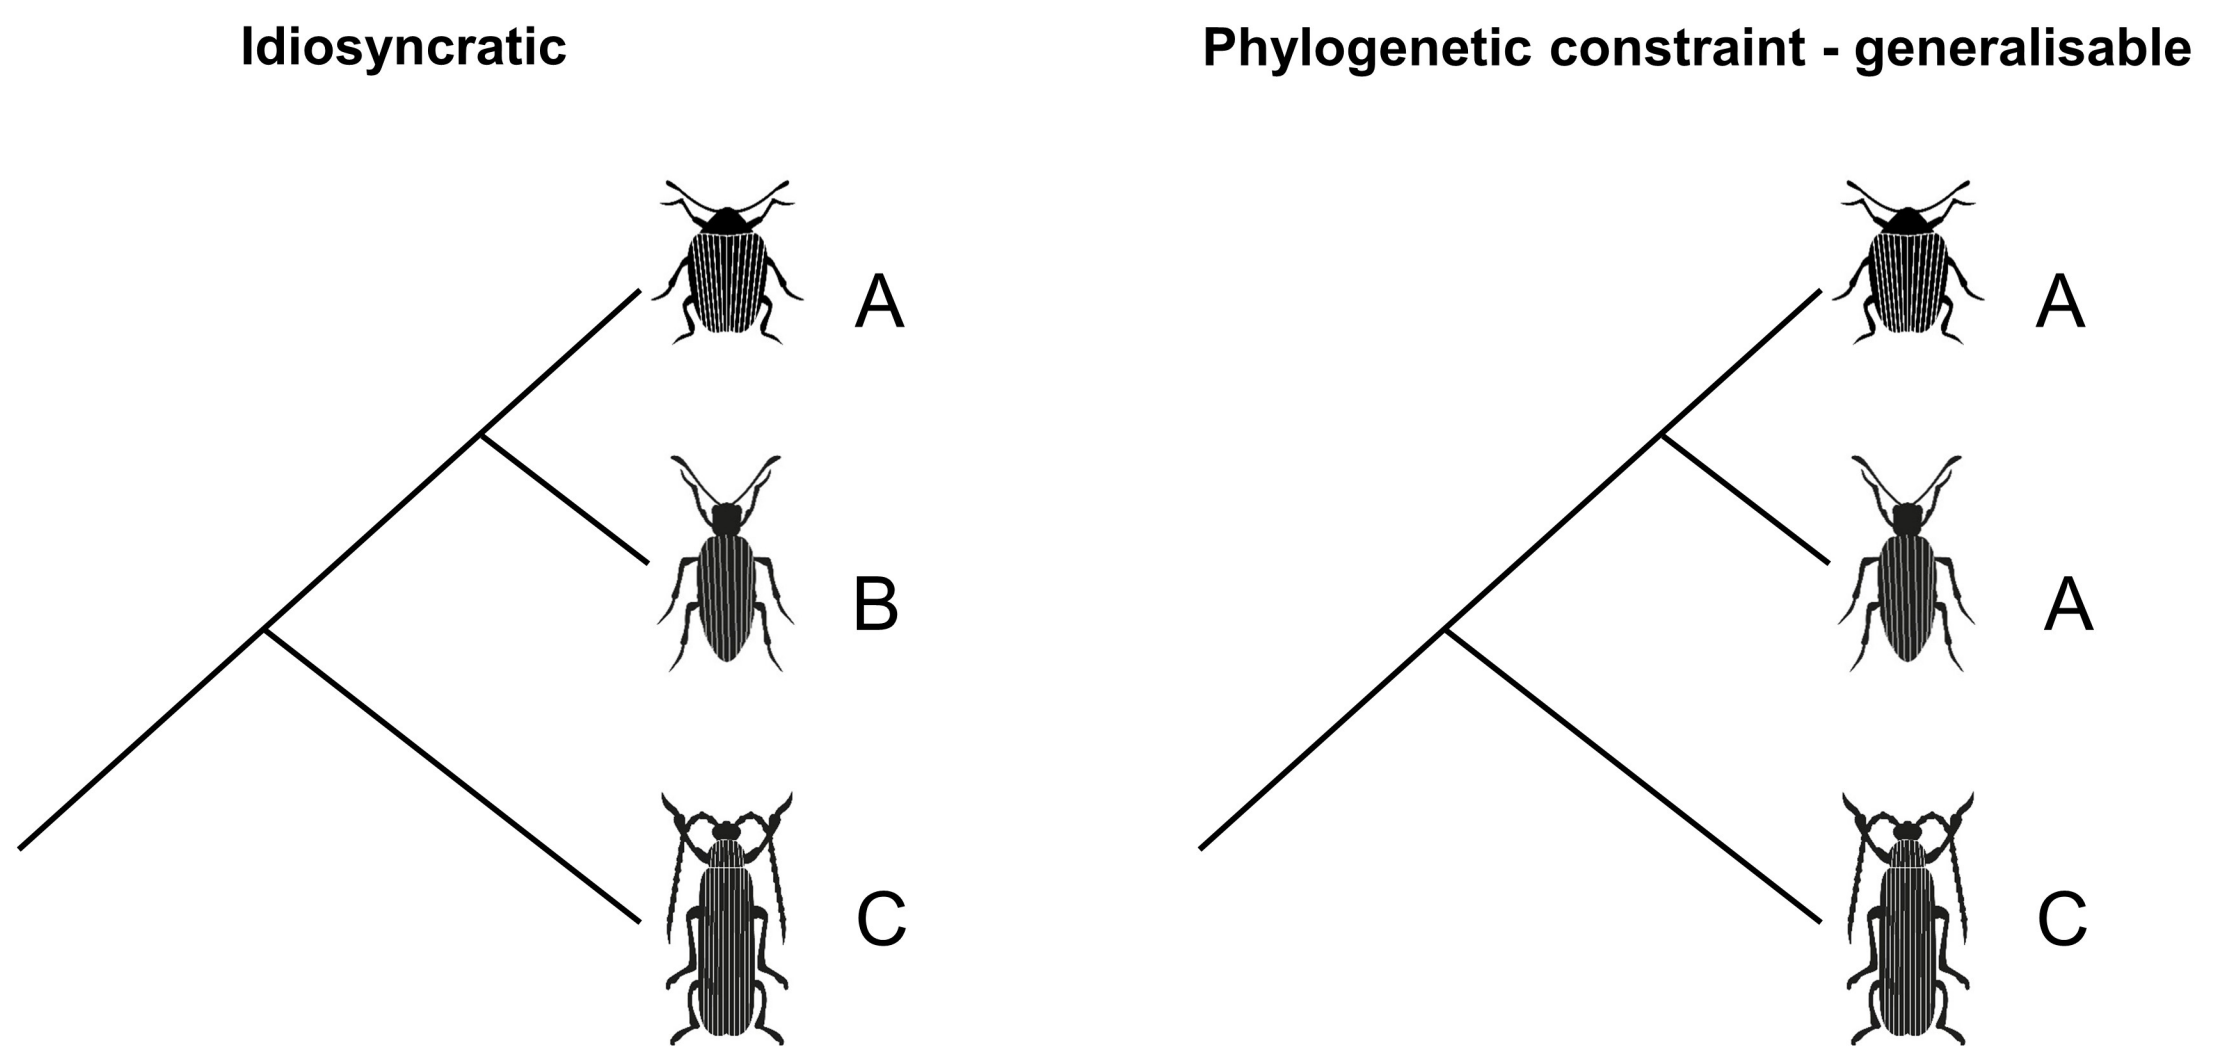 Idiosyncratic
Phylogenetic constraint - generalisable
A
B
C
A
A
C